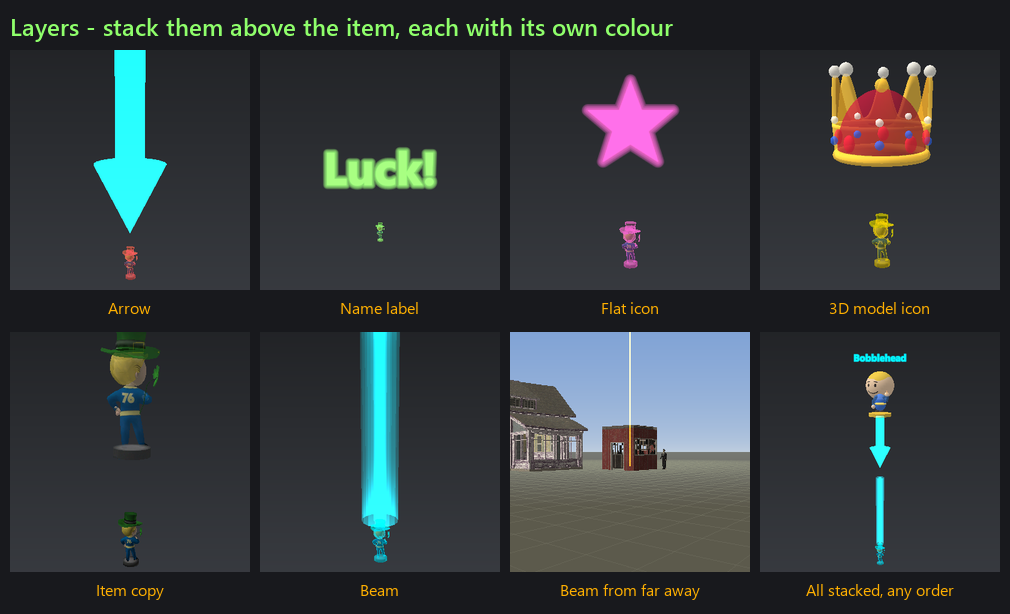 Layers - stack them above the item, each with its own colour
Luck!
Arrow
Name label
Flat icon
3D model icon
76
Bobblehead
Item copy
Beam
Beam from far away
All stacked, any order